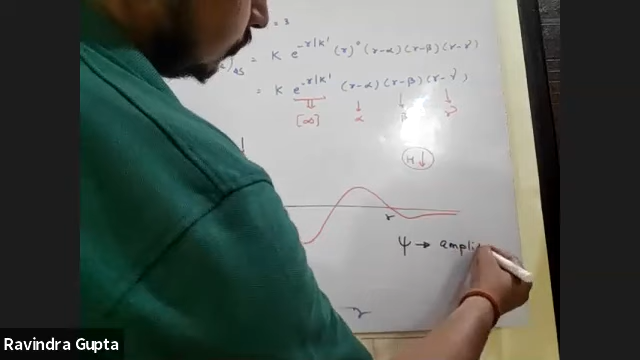 = 3
= K e^{-r/k'} (r)° (r-α) (r-β) (r-γ)
= K e^{-r/k'} (r-α) (r-β) (r-γ)
[∞] α β γ
H ↓
r
ψ → ampli
Ravindra Gupta